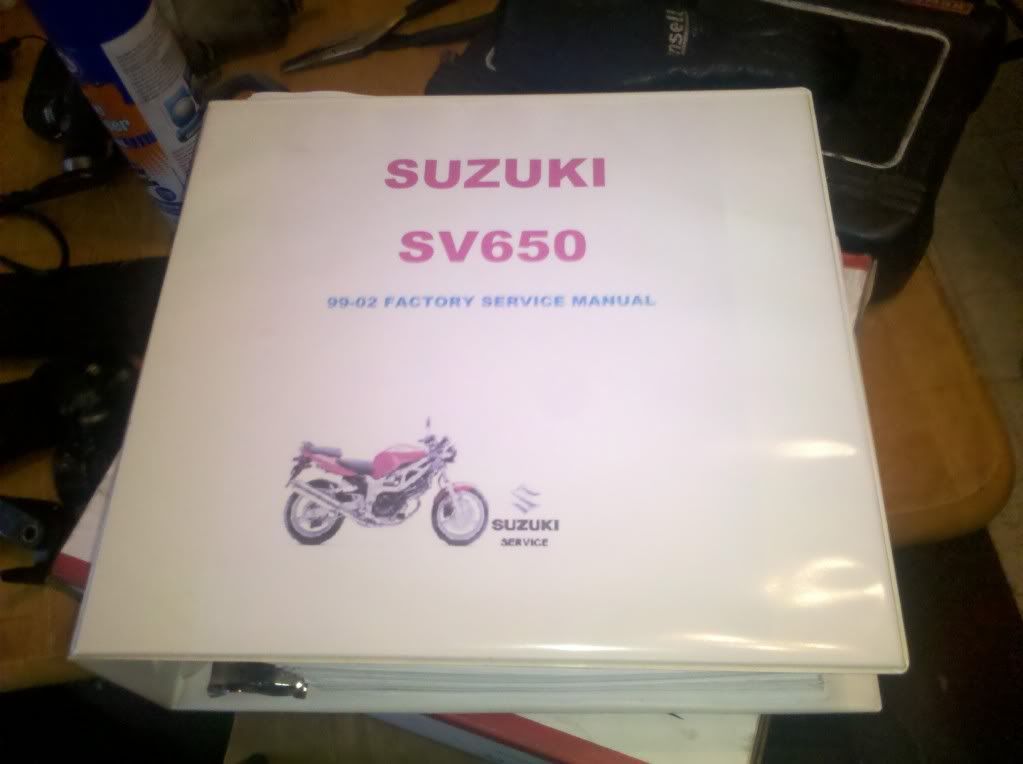 SUZUKI
SV650
99-02 FACTORY SERVICE MANUAL
SUZUKI
SERVICE